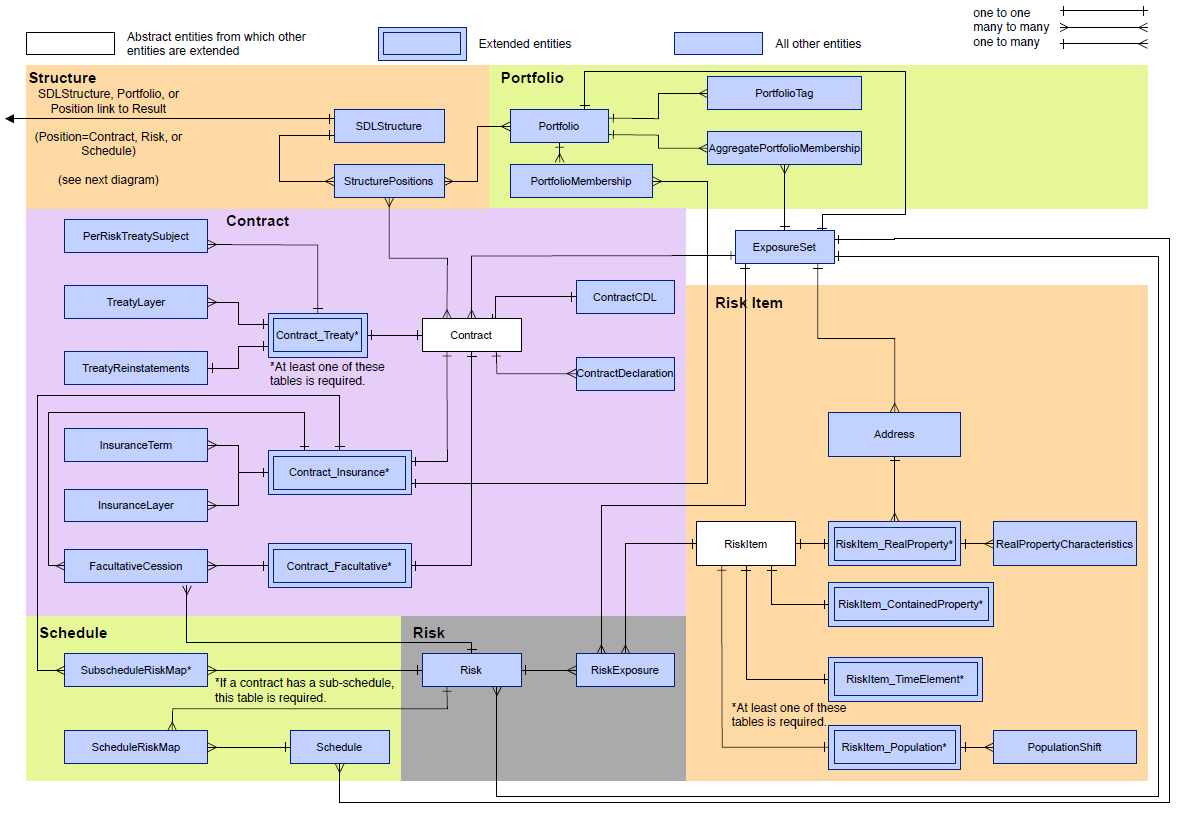 Abstract entities from which other
entities are extended
Extended entities
All other entities
one to one
many to many
one to many
Structure
SDLStructure, Portfolio, or
Position link to Result
(Position=Contract, Risk, or
Schedule)
(see next diagram)
SDLStructure
StructurePositions
Portfolio
Portfolio
PortfolioTag
AggregatePortfolioMembership
PortfolioMembership
Contract
PerRiskTreatySubject
TreatyLayer
TreatyReinstatements
Contract_Treaty*
*At least one of these
tables is required.
Contract
ContractCDL
ContractDeclaration
ExposureSet
InsuranceTerm
InsuranceLayer
Contract_Insurance*
FacultativeCession
Contract_Facultative*
Risk Item
Address
RiskItem
RiskItem_RealProperty*
RealPropertyCharacteristics
RiskItem_ContainedProperty*
RiskItem_TimeElement*
*At least one of these
tables is required.
RiskItem_Population*
PopulationShift
Schedule
SubscheduleRiskMap*
*If a contract has a sub-schedule,
this table is required.
ScheduleRiskMap
Schedule
Risk
Risk
RiskExposure